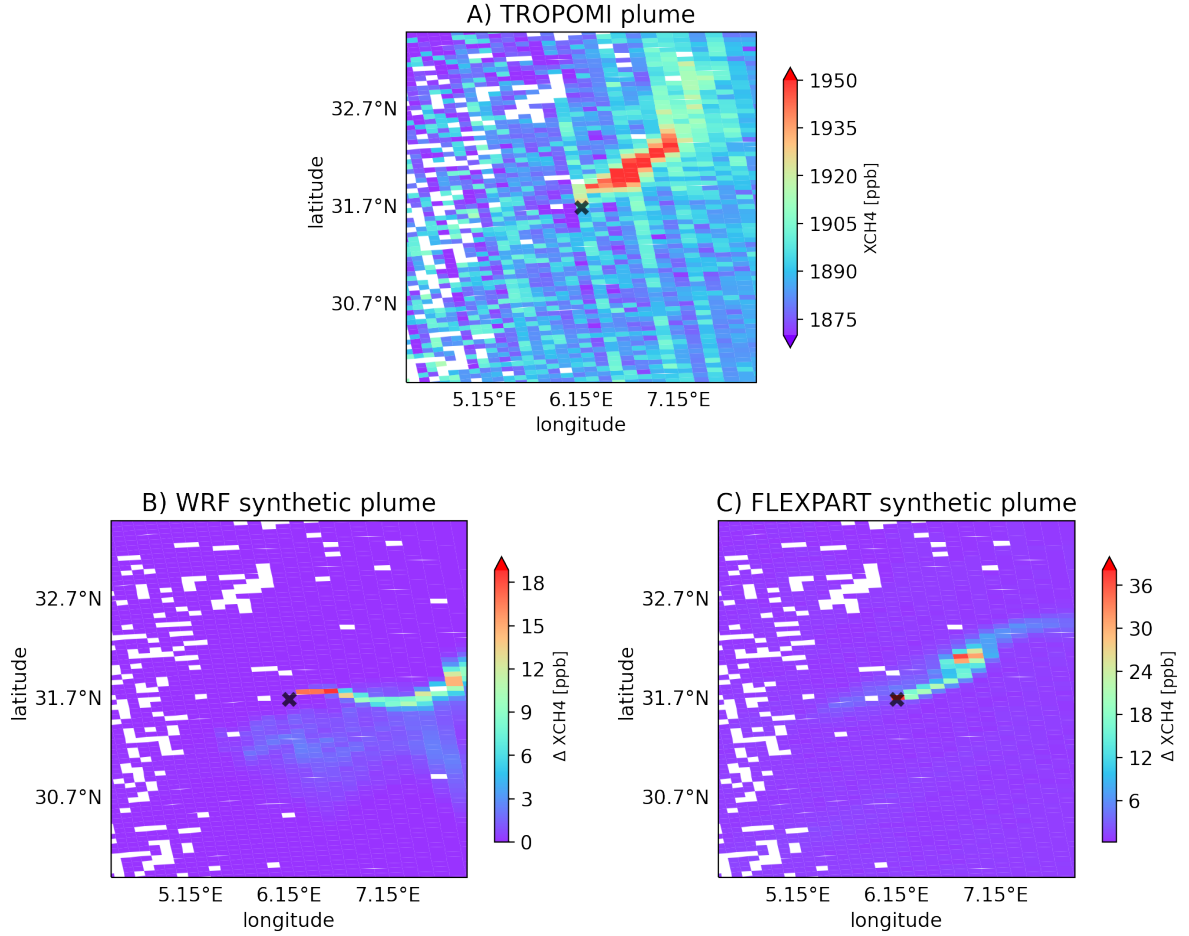 A) TROPOMI plume
32.7°N
31.7°N
30.7°N
latitude
5.15°E 6.15°E 7.15°E
longitude
1950
1935
1920
1905
1890
1875
XCH4 [ppb]
B) WRF synthetic plume
32.7°N
31.7°N
30.7°N
latitude
5.15°E 6.15°E 7.15°E
longitude
18
15
12
9
6
3
0
Δ XCH4 [ppb]
C) FLEXPART synthetic plume
32.7°N
31.7°N
30.7°N
latitude
5.15°E 6.15°E 7.15°E
longitude
36
30
24
18
12
6
Δ XCH4 [ppb]